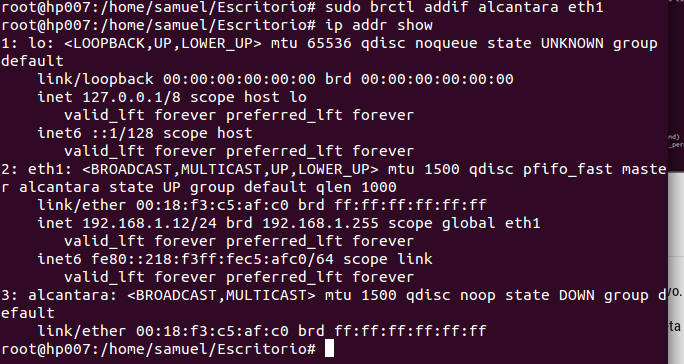 root@hp007:/home/samuel/Escritorio# sudo brctl addif alcantara eth1
root@hp007:/home/samuel/Escritorio# ip addr show
1: lo: <LOOPBACK,UP,LOWER_UP> mtu 65536 qdisc noqueue state UNKNOWN group
default
    link/loopback 00:00:00:00:00:00 brd 00:00:00:00:00:00
    inet 127.0.0.1/8 scope host lo
       valid_lft forever preferred_lft forever
    inet6 ::1/128 scope host
       valid_lft forever preferred_lft forever
2: eth1: <BROADCAST,MULTICAST,UP,LOWER_UP> mtu 1500 qdisc pfifo_fast maste
r alcantara state UP group default qlen 1000
    link/ether 00:18:f3:c5:af:c0 brd ff:ff:ff:ff:ff:ff
    inet 192.168.1.12/24 brd 192.168.1.255 scope global eth1
       valid_lft forever preferred_lft forever
    inet6 fe80::218:f3ff:fec5:afc0/64 scope link
       valid_lft forever preferred_lft forever
3: alcantara: <BROADCAST,MULTICAST> mtu 1500 qdisc noop state DOWN group d
efault
    link/ether 00:18:f3:c5:af:c0 brd ff:ff:ff:ff:ff:ff
root@hp007:/home/samuel/Escritorio#